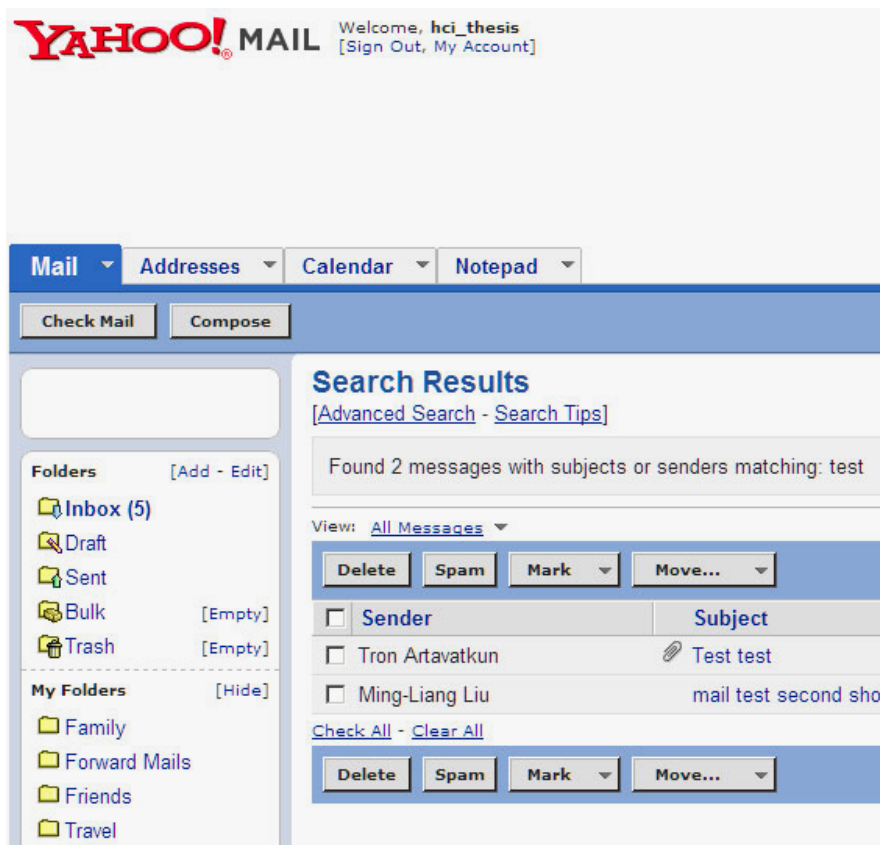 YAHOO!® MAIL
Welcome, hci_thesis
[Sign Out, My Account]
Mail Addresses Calendar Notepad
Check Mail Compose
Search Results
[Advanced Search - Search Tips]
Found 2 messages with subjects or senders matching: test
Folders [Add - Edit]
Inbox (5)
Draft
Sent
Bulk [Empty]
Trash [Empty]
My Folders [Hide]
Family
Forward Mails
Friends
Travel
View: All Messages
Delete Spam Mark Move...
Sender Subject
Tron Artavatkun Test test
Ming-Liang Liu mail test second sho
Check All - Clear All
Delete Spam Mark Move...